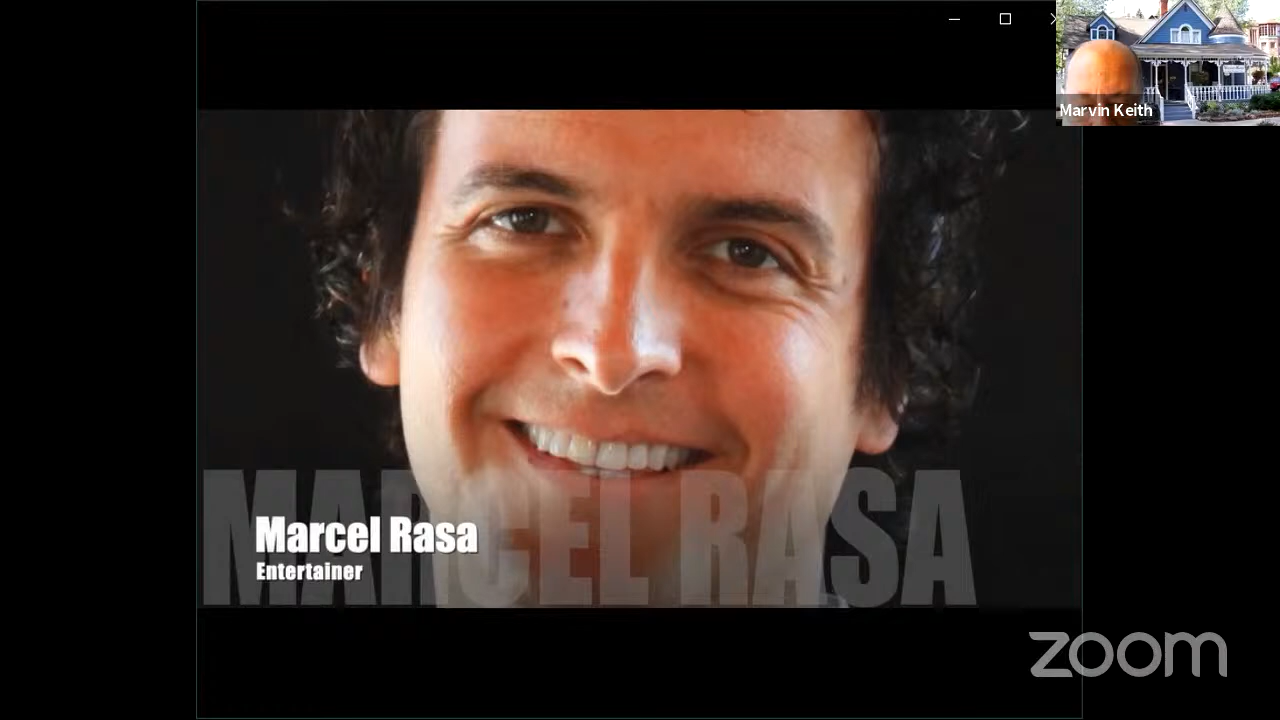 Marvin Keith
MARCEL RASA
Marcel Rasa
Entertainer
zoom